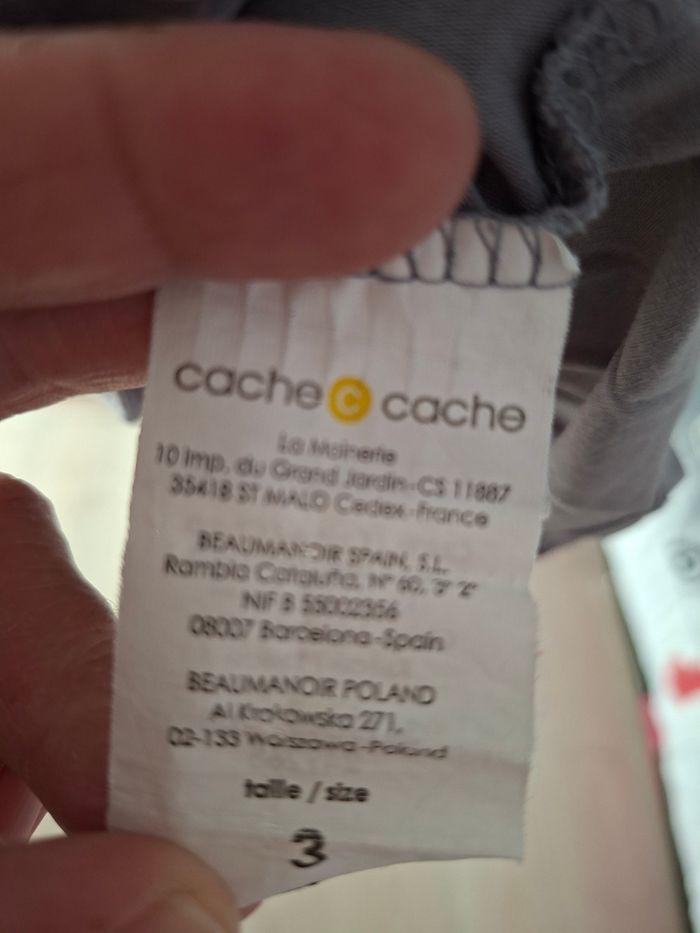 cache c cache
La Mainerie
10 Imp. du Grand Jardin-CS 11887
35418 ST MALO Cedex-France
BEAUMANOIR SPAIN, S.L.
Rambla Cataluña, Nº 60, 3º 2ª
NIF B 55002356
08007 Barcelona-Spain
BEAUMANOIR POLAND
Al Krakowska 271,
02-133 Warszawa-Poland
taille / size
3